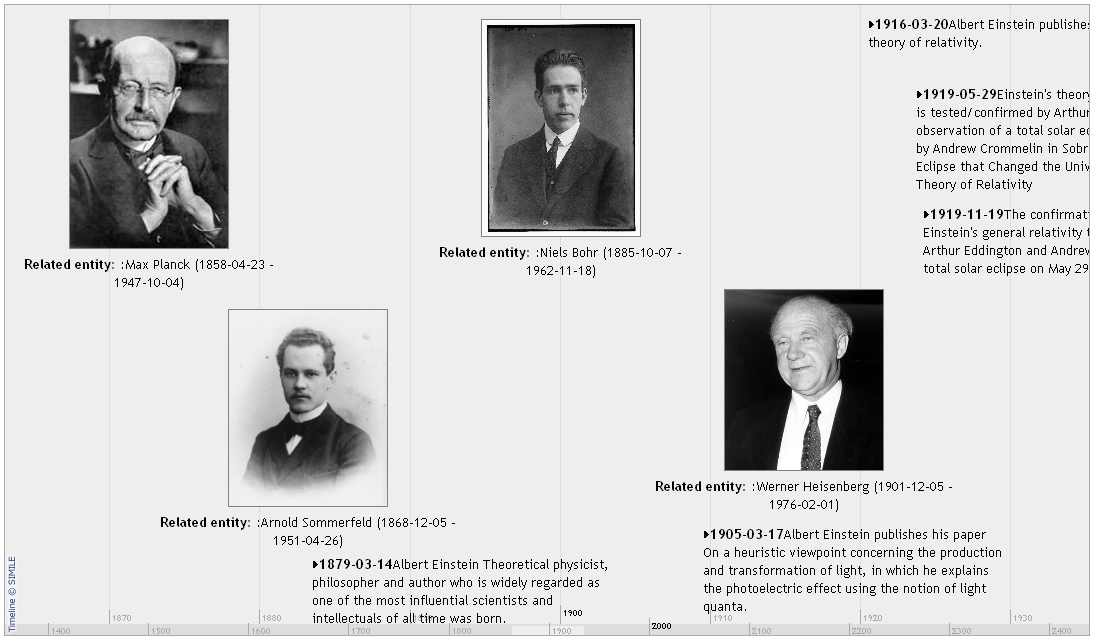 1916-03-20Albert Einstein publishes
theory of relativity.
1919-05-29Einstein's theory
is tested/confirmed by Arthur
observation of a total solar ec
by Andrew Crommelin in Sobr
Eclipse that Changed the Univ
Theory of Relativity
1919-11-19The confirmat
Einstein's general relativity t
Arthur Eddington and Andrew
total solar eclipse on May 29
Related entity: :Max Planck (1858-04-23 -
1947-10-04)
Related entity: :Niels Bohr (1885-10-07 -
1962-11-18)
Related entity: :Werner Heisenberg (1901-12-05 -
1976-02-01)
Related entity: :Arnold Sommerfeld (1868-12-05 -
1951-04-26)
1905-03-17Albert Einstein publishes his paper
On a heuristic viewpoint concerning the production
and transformation of light, in which he explains
the photoelectric effect using the notion of light
quanta.
1879-03-14Albert Einstein Theoretical physicist,
philosopher and author who is widely regarded as
one of the most influential scientists and
intellectuals of all time was born.
Timeline © SIMILE
1870 1880 1900 1910 1920 1930
1400 1500 1600 1700 1800 1900 2000 2100 2200 2300 2400